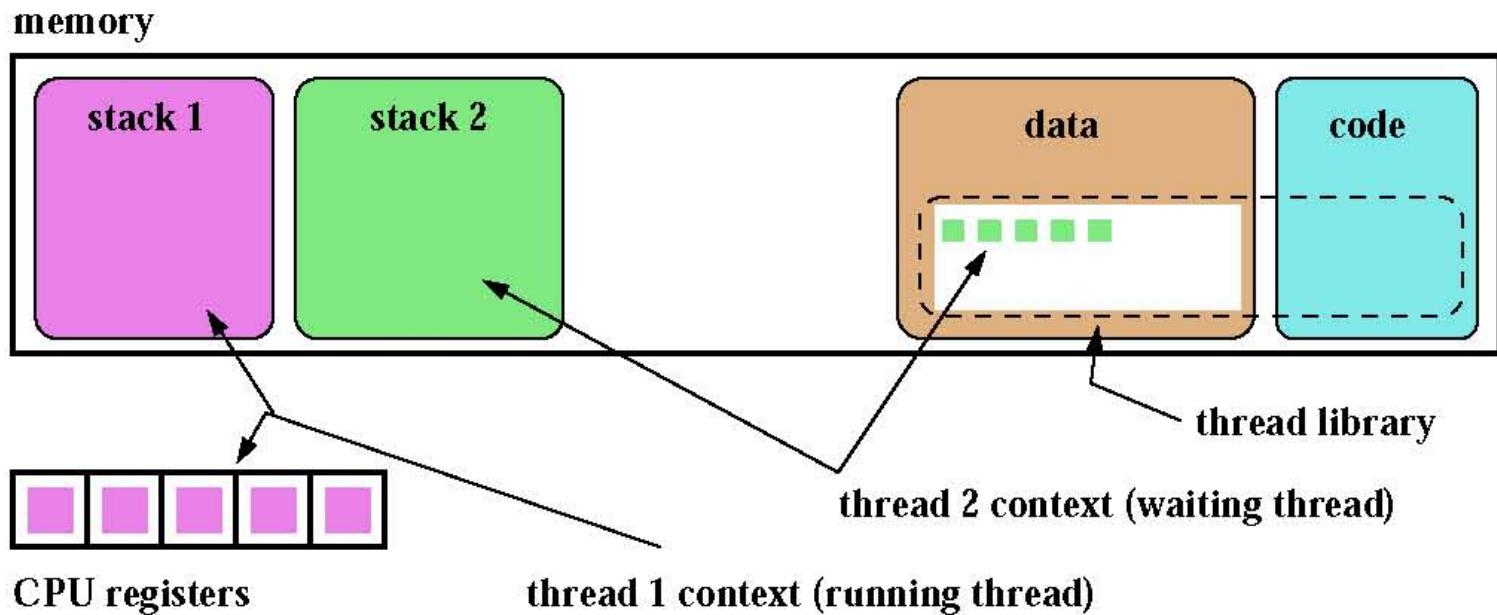 memory
stack 1
stack 2
data
code
thread library
thread 2 context (waiting thread)
CPU registers
thread 1 context (running thread)